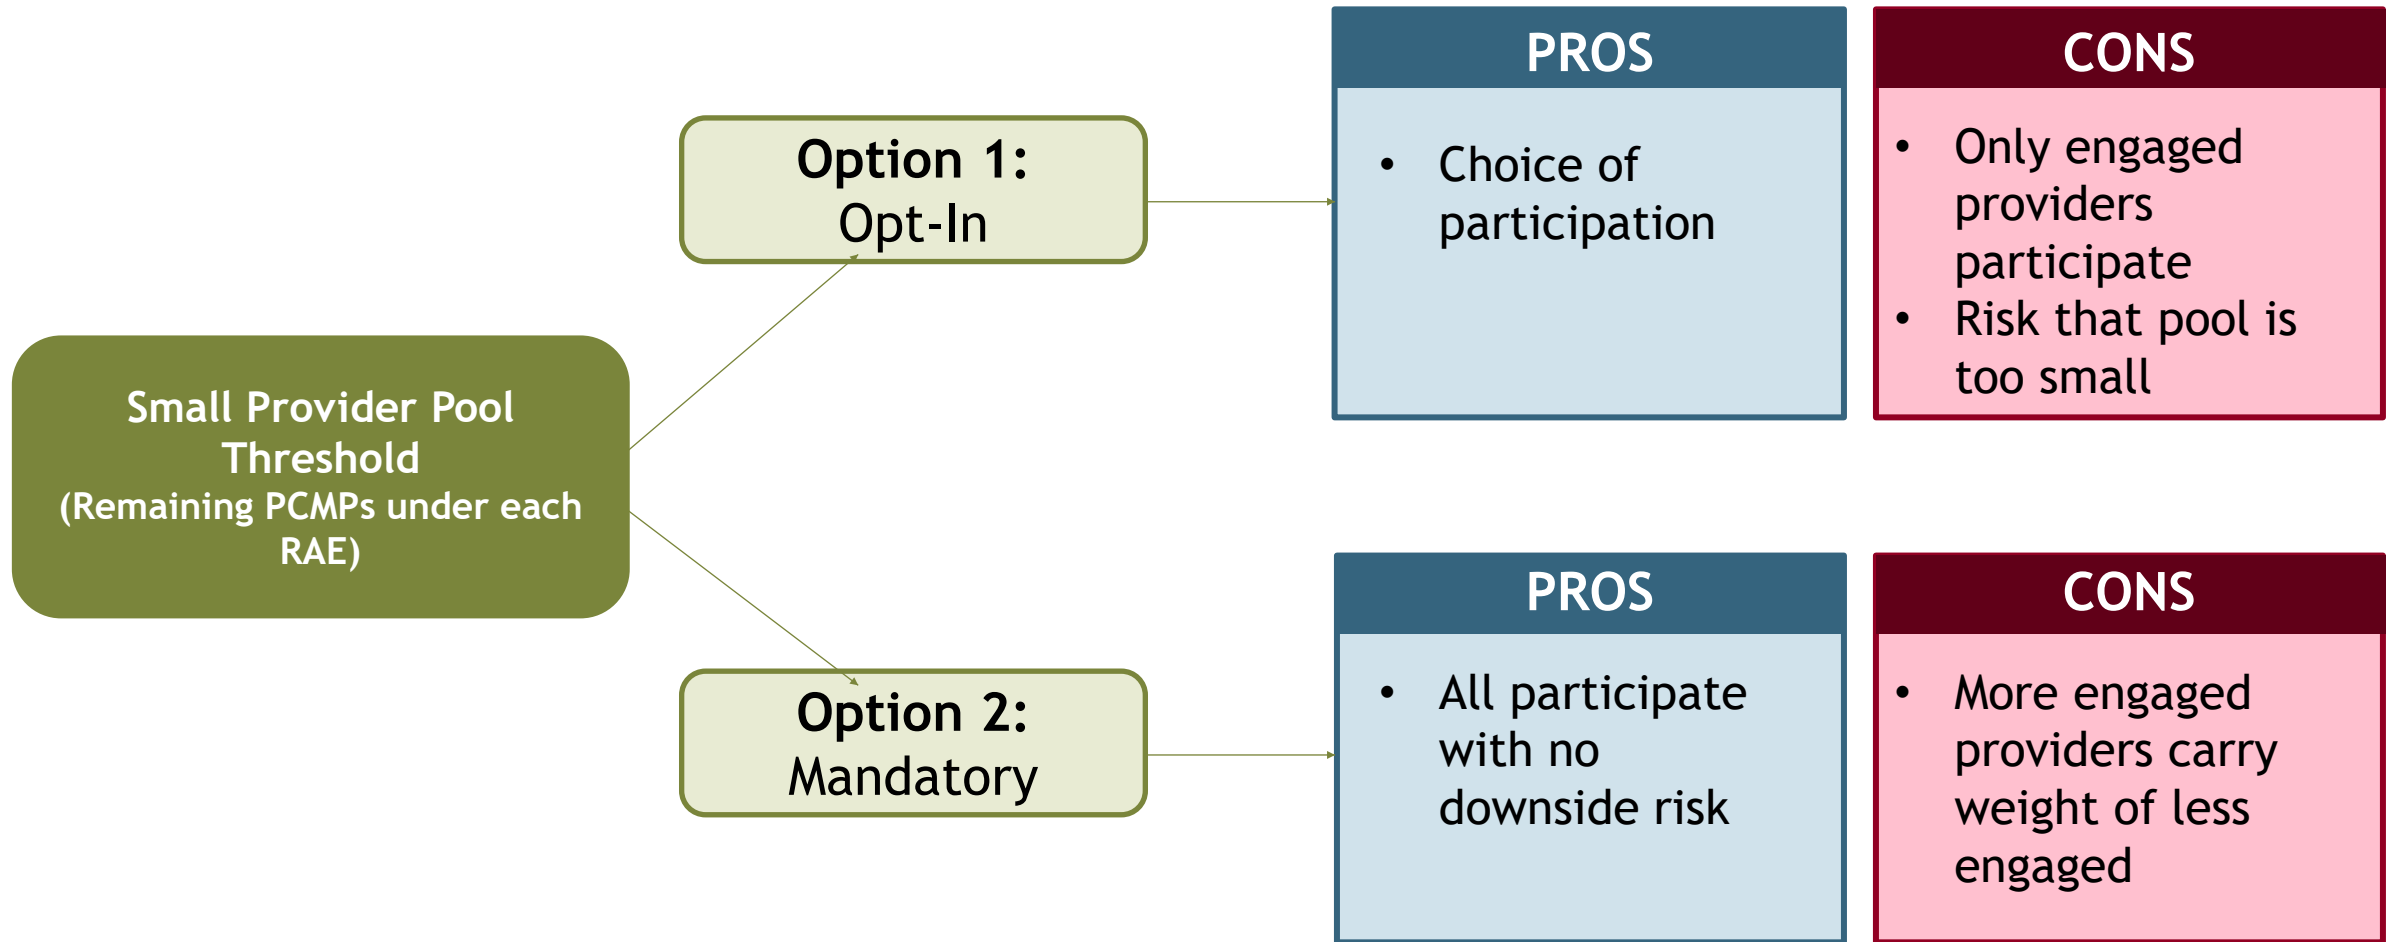 Small Provider Pool
Threshold
(Remaining PCMPs under each
RAE)
Option 1:
Opt-In
PROS
• Choice of
participation
CONS
• Only engaged
providers
participate
• Risk that pool is
too small
Option 2:
Mandatory
PROS
• All participate
with no
downside risk
CONS
• More engaged
providers carry
weight of less
engaged